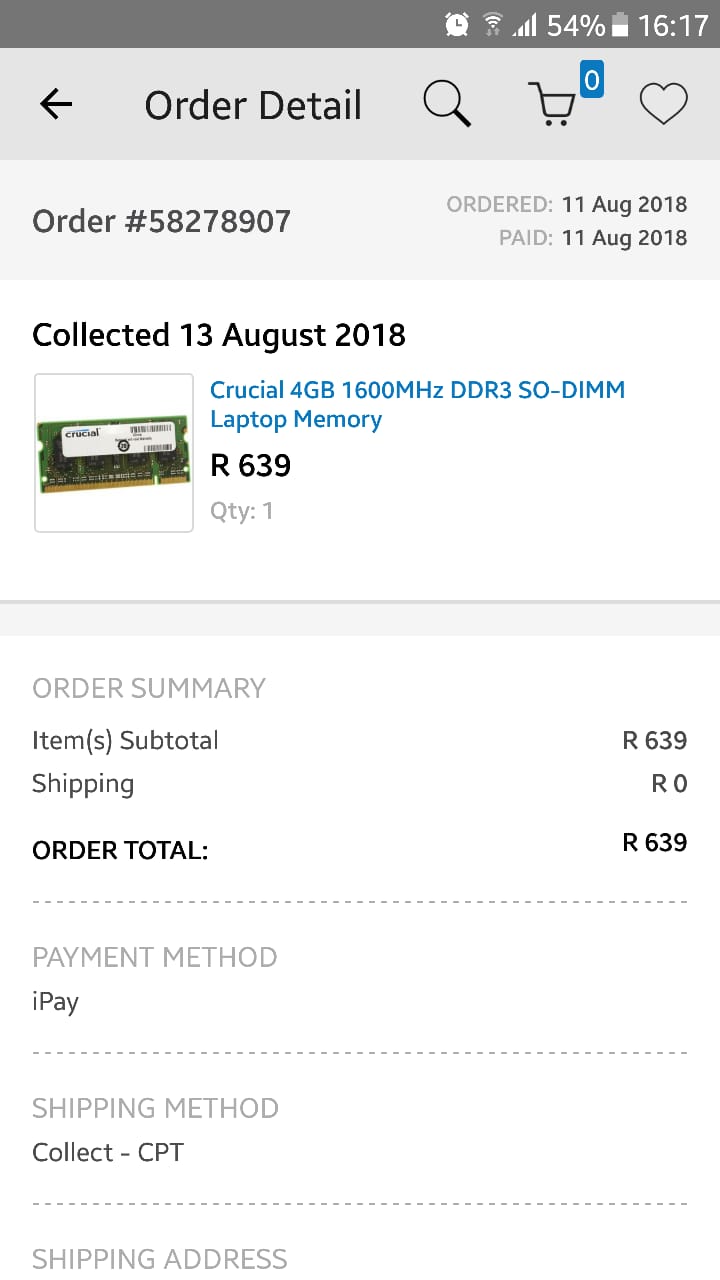 54% 16:17
Order Detail 0
Order #58278907
ORDERED: 11 Aug 2018
PAID: 11 Aug 2018
Collected 13 August 2018
crucial
Crucial 4GB 1600MHz DDR3 SO-DIMM
Laptop Memory
R 639
Qty: 1
ORDER SUMMARY
Item(s) Subtotal R 639
Shipping R 0
ORDER TOTAL: R 639
PAYMENT METHOD
iPay
SHIPPING METHOD
Collect - CPT
SHIPPING ADDRESS